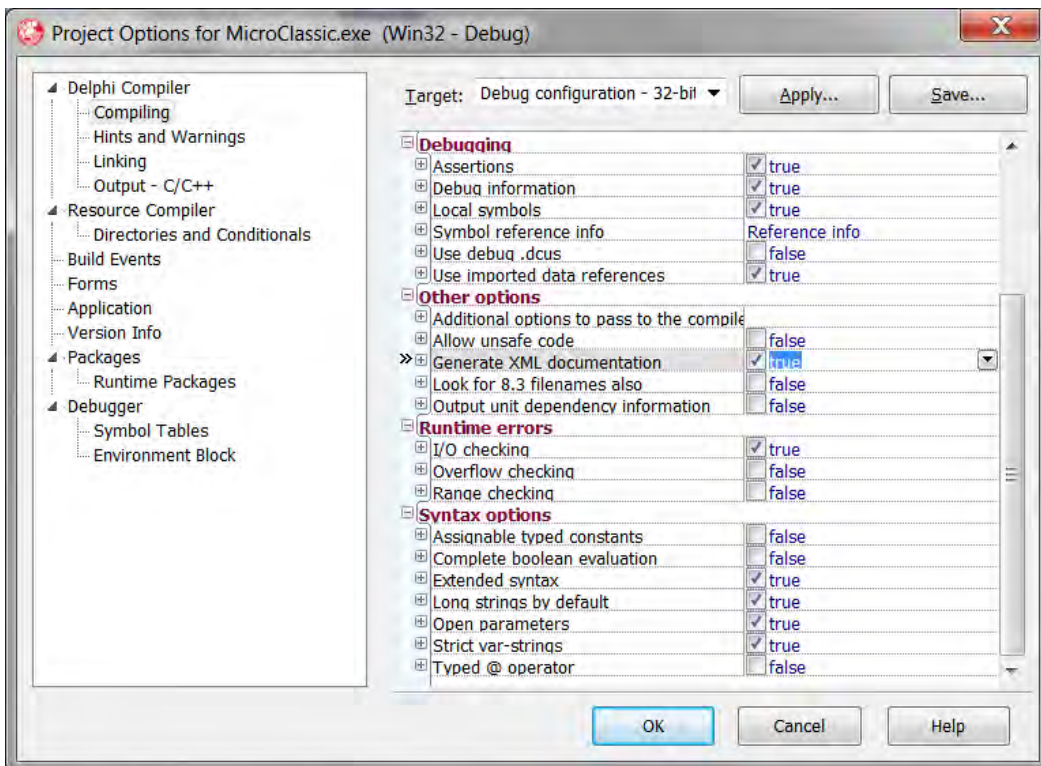 Project Options for MicroClassic.exe (Win32 - Debug)
Delphi Compiler
Compiling
Hints and Warnings
Linking
Output - C/C++
Resource Compiler
Directories and Conditionals
Build Events
Forms
Application
Version Info
Packages
Runtime Packages
Debugger
Symbol Tables
Environment Block
Target: Debug configuration - 32-bit
Apply...
Save...
Debugging
Assertions true
Debug information true
Local symbols true
Symbol reference info Reference info
Use debug .dcus false
Use imported data references true
Other options
Additional options to pass to the compile
Allow unsafe code false
» Generate XML documentation true
Look for 8.3 filenames also false
Output unit dependency information false
Runtime errors
I/O checking true
Overflow checking false
Range checking false
Syntax options
Assignable typed constants false
Complete boolean evaluation false
Extended syntax true
Long strings by default true
Open parameters true
Strict var-strings true
Typed @ operator false
OK
Cancel
Help